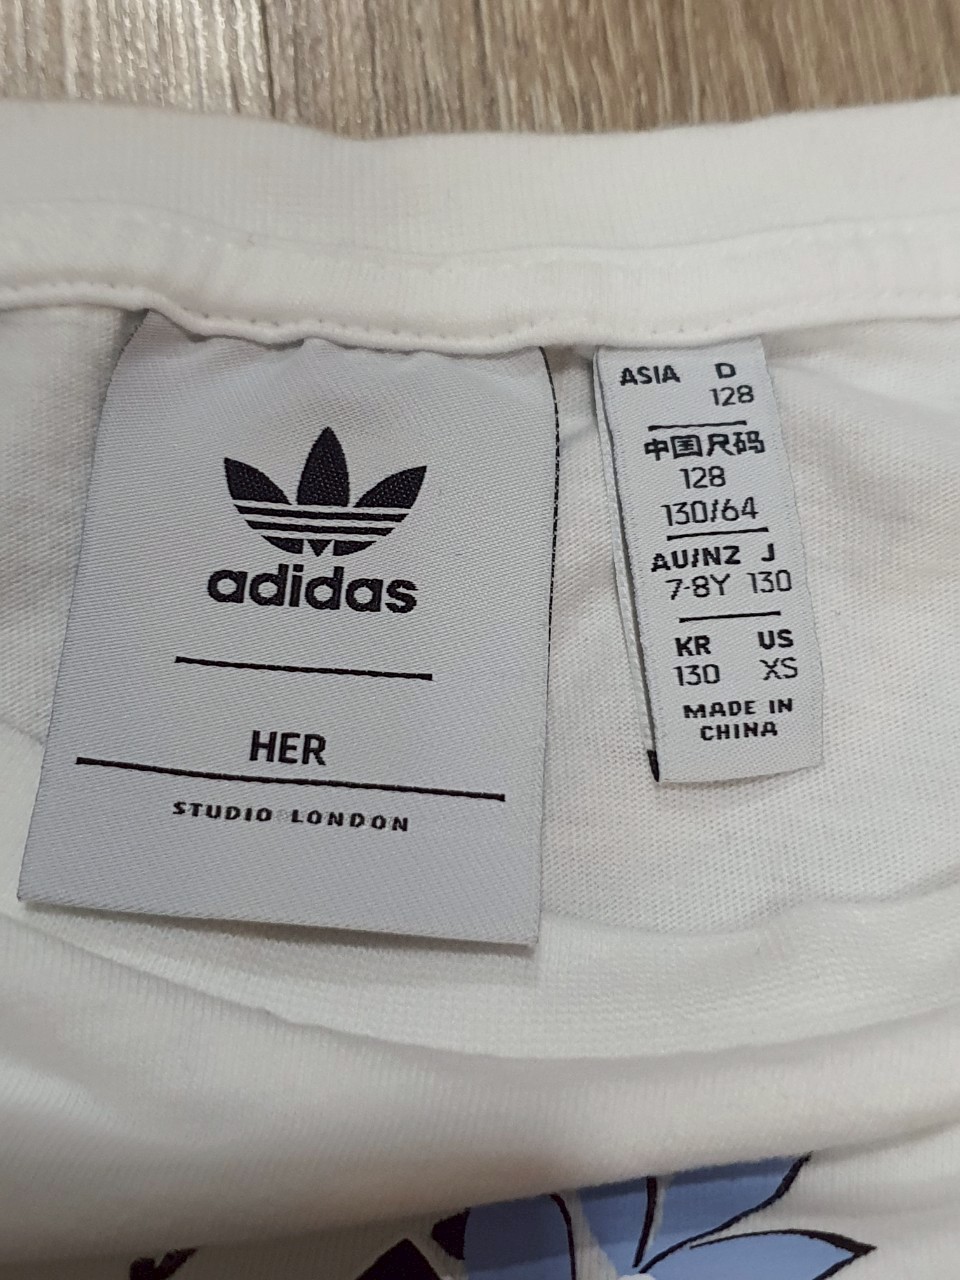 adidas
HER
STUDIO LONDON
ASIA D
128
中国尺码
128
130/64
AU/NZ J
7-8Y 130
KR US
130 XS
MADE IN
CHINA